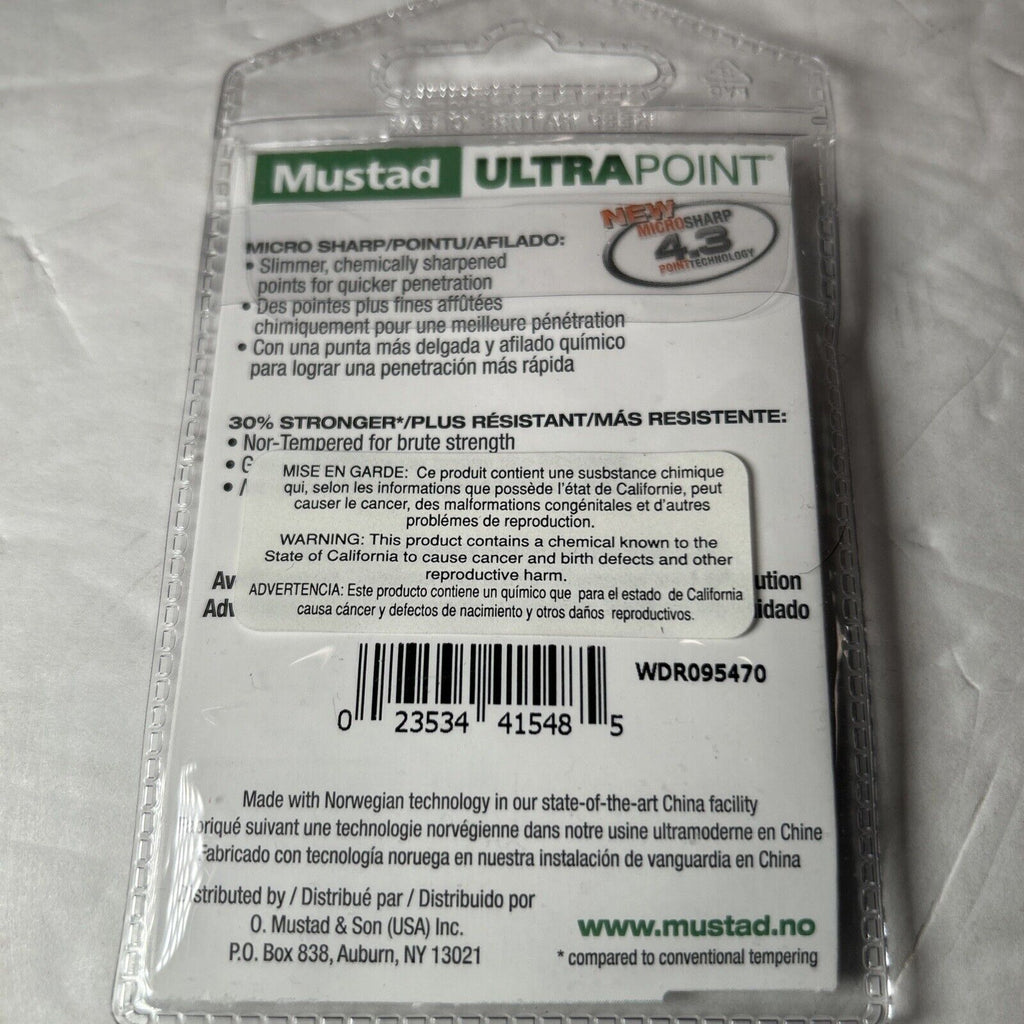 Mustad ULTRAPOINT®
NEW
MICROSHARP
4.3
POINT TECHNOLOGY
MICRO SHARP/POINTU/AFILADO:
• Slimmer, chemically sharpened
points for quicker penetration
• Des pointes plus fines affûtées
chimiquement pour une meilleure pénétration
• Con una punta más delgada y afilado químico
para lograr una penetración más rápida
30% STRONGER*/PLUS RÉSISTANT/MÁS RESISTENTE:
• Nor-Tempered for brute strength
MISE EN GARDE: Ce produit contient une susbstance chimique
qui, selon les informations que possède l'état de Californie, peut
causer le cancer, des malformations congénitales et d'autres
problémes de reproduction.
WARNING: This product contains a chemical known to the
State of California to cause cancer and birth defects and other
reproductive harm.
ADVERTENCIA: Este producto contiene un químico que para el estado de California
causa cáncer y defectos de nacimiento y otros daños reproductivos.
WDR095470
0 23534 41548 5
Made with Norwegian technology in our state-of-the-art China facility
briqué suivant une technologie norvégienne dans notre usine ultramoderne en Chine
Fabricado con tecnología noruega en nuestra instalación de vanguardia en China
istributed by / Distribué par / Distribuido por
O. Mustad & Son (USA) Inc.
P.O. Box 838, Auburn, NY 13021
www.mustad.no
* compared to conventional tempering